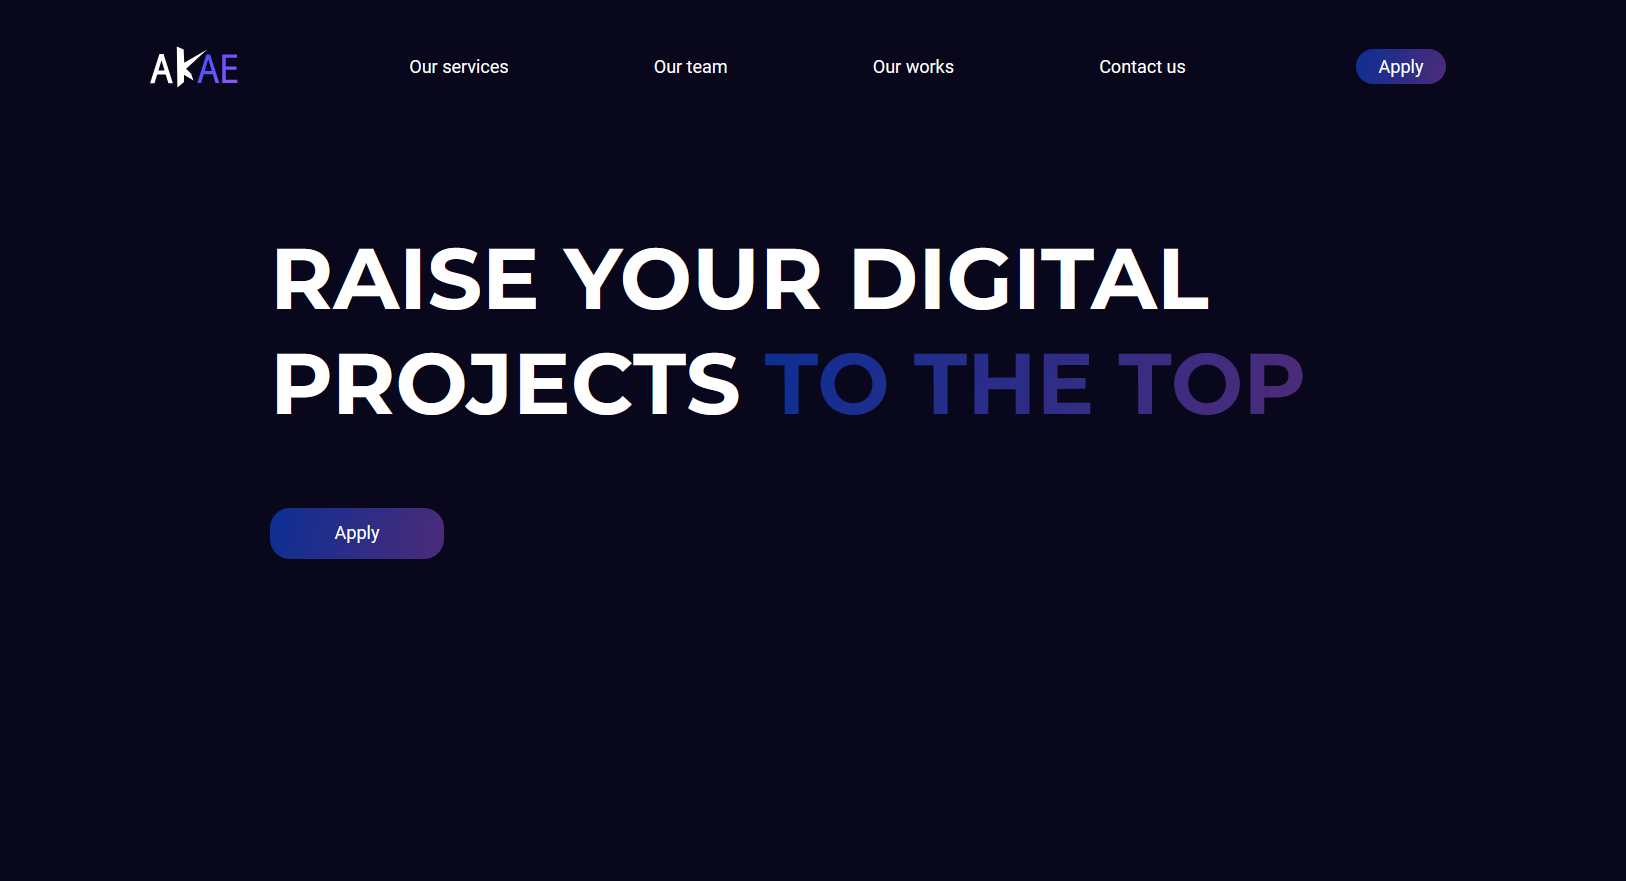 AKAE
Our services
Our team
Our works
Contact us
Apply
RAISE YOUR DIGITAL
PROJECTS TO THE TOP
Apply